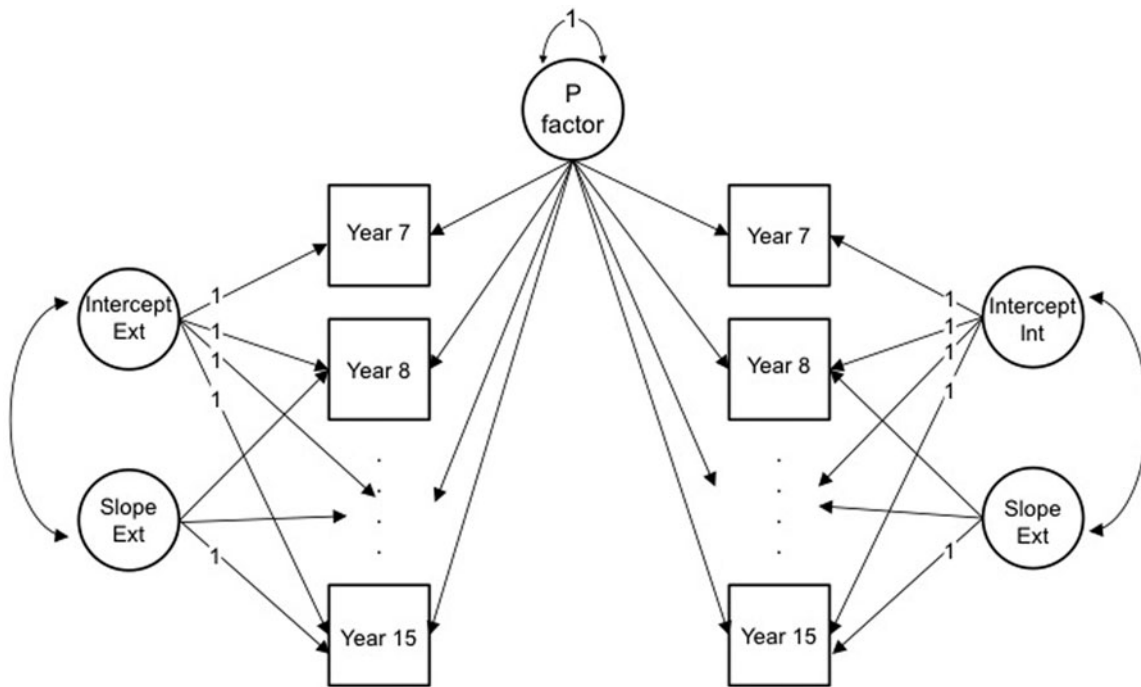 1
P
factor
Year 7
Year 7
Intercept
Ext
1
1
1
1
Year 8
Year 8
1
1
1
1
Intercept
Int
Slope
Ext
1
Year 15
Year 15
1
Slope
Ext